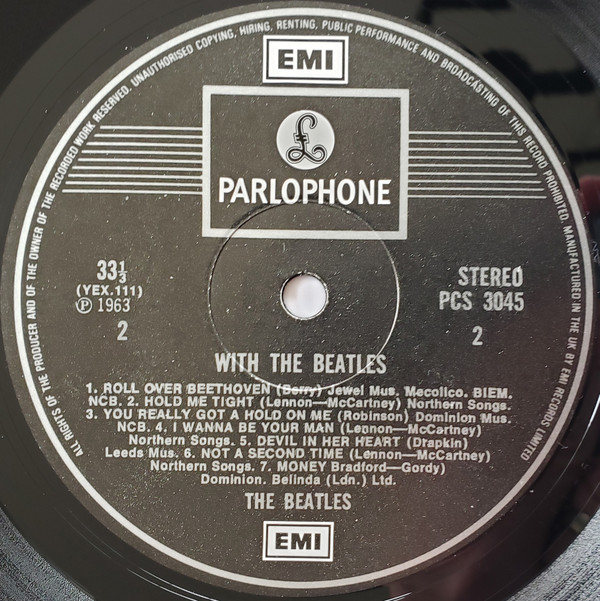 ALL RIGHTS OF THE PRODUCER AND OF THE OWNER OF THE RECORDED WORK RESERVED. UNAUTHORISED COPYING, HIRING, RENTING, PUBLIC PERFORMANCE AND BROADCASTING OF THIS RECORD PROHIBITED. MANUFACTURED IN THE UK BY EMI RECORDS LIMITED
EMI
£
PARLOPHONE
33⅓
(YEX.111)
Ⓟ 1963
2
STEREO
PCS 3045
2
WITH THE BEATLES
1. ROLL OVER BEETHOVEN (Berry) Jewel Mus. Mecolico. BIEM.
NCB. 2. HOLD ME TIGHT (Lennon—McCartney) Northern Songs.
3. YOU REALLY GOT A HOLD ON ME (Robinson) Dominion Mus.
NCB. 4. I WANNA BE YOUR MAN (Lennon—McCartney)
Northern Songs. 5. DEVIL IN HER HEART (Drapkin)
Leeds Mus. 6. NOT A SECOND TIME (Lennon—McCartney)
Northern Songs. 7. MONEY Bradford—Gordy)
Dominion. Belinda (Ldn.) Ltd.
THE BEATLES
EMI